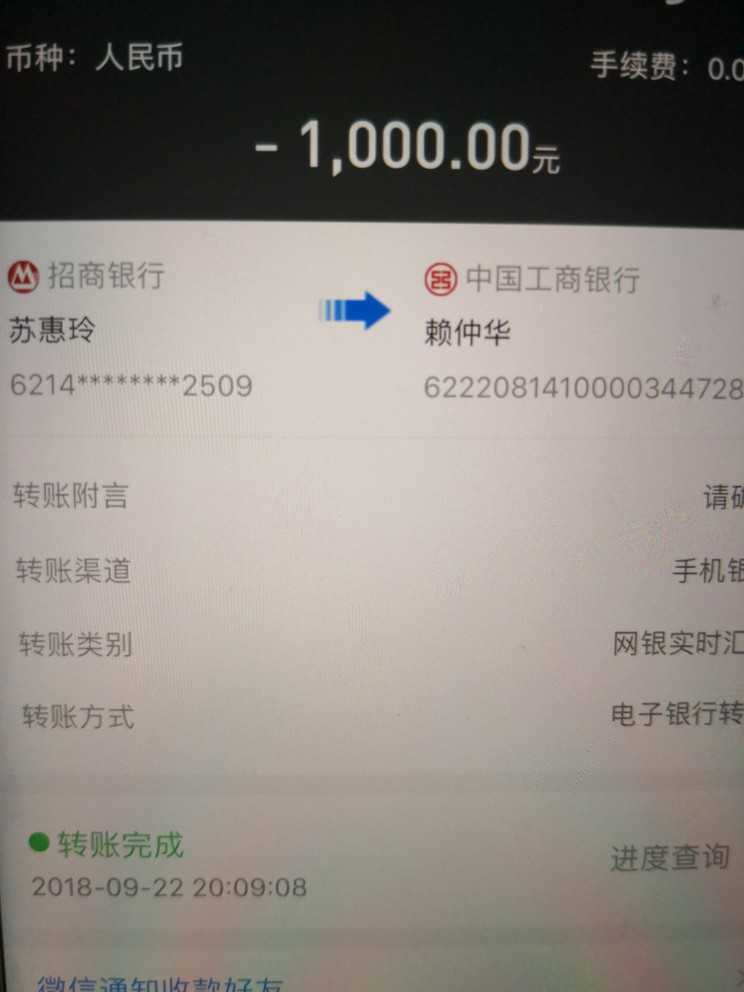 币种：人民币 手续费：0.0
- 1,000.00元
招商银行 中国工商银行
苏惠玲 赖仲华
6214********2509 6222081410000344728
转账附言 请确
转账渠道 手机银
转账类别 网银实时汇
转账方式 电子银行转
转账完成 进度查询
2018-09-22 20:09:08
微信通知收款好友